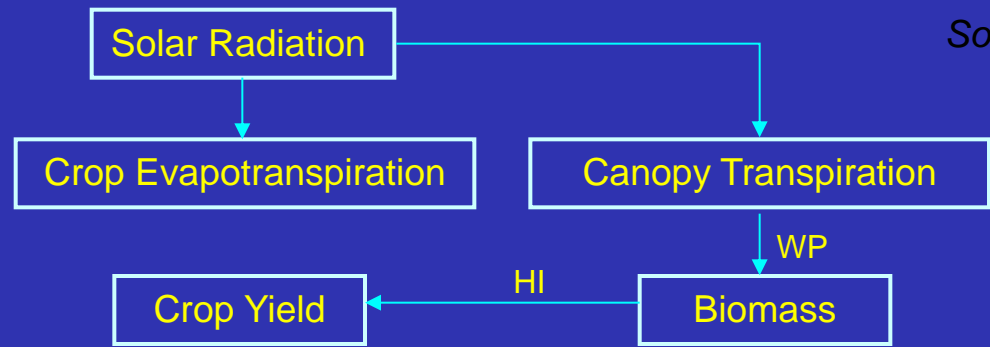 Solar Radiation
Crop Evapotranspiration
Canopy Transpiration
WP
HI
Crop Yield
Biomass